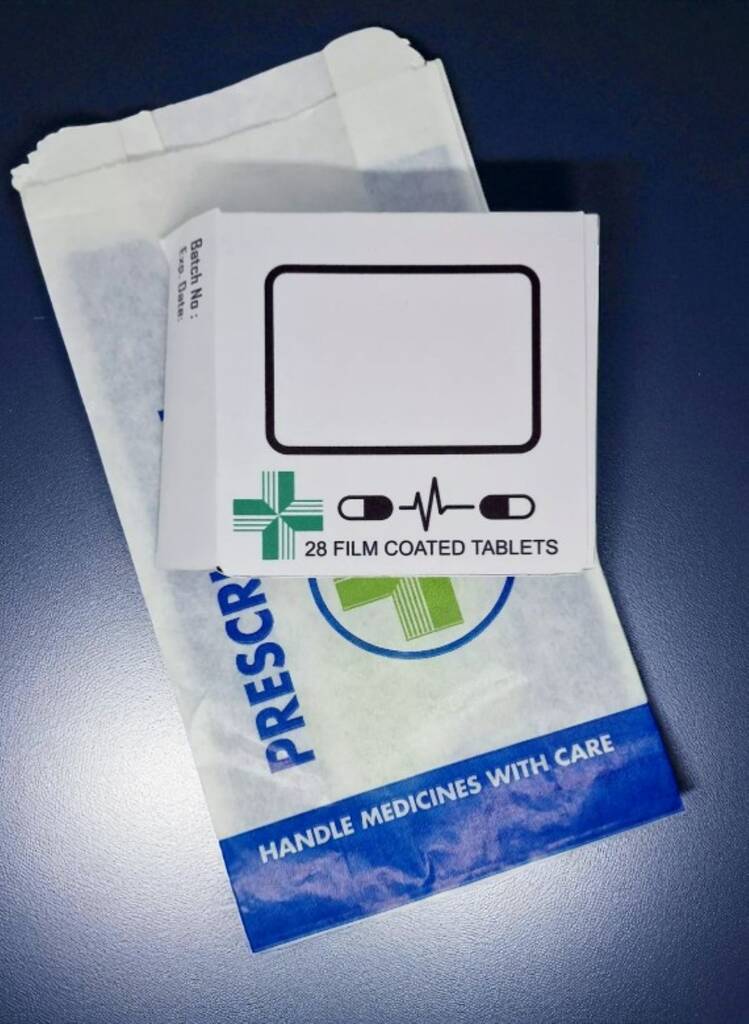 Batch No :
Exp. Date:
28 FILM COATED TABLETS
PRESCR
HANDLE MEDICINES WITH CARE